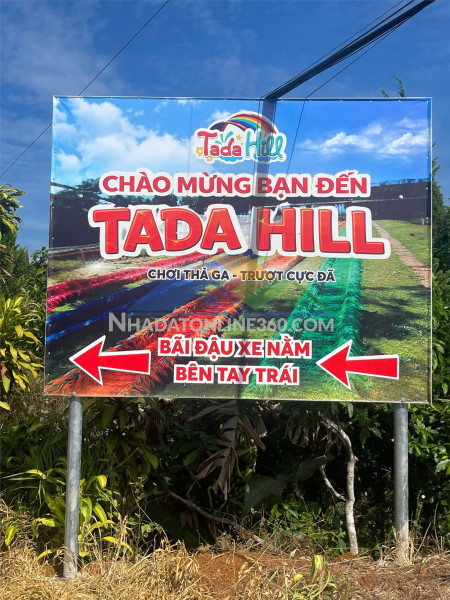 Tada Hill
CHÀO MỪNG BẠN ĐẾN
TADA HILL
CHƠI THẢ GA - TRƯỢT CỰC ĐÃ
NHADATONLINE360.COM
BÃI ĐẬU XE NẰM
BÊN TAY TRÁI